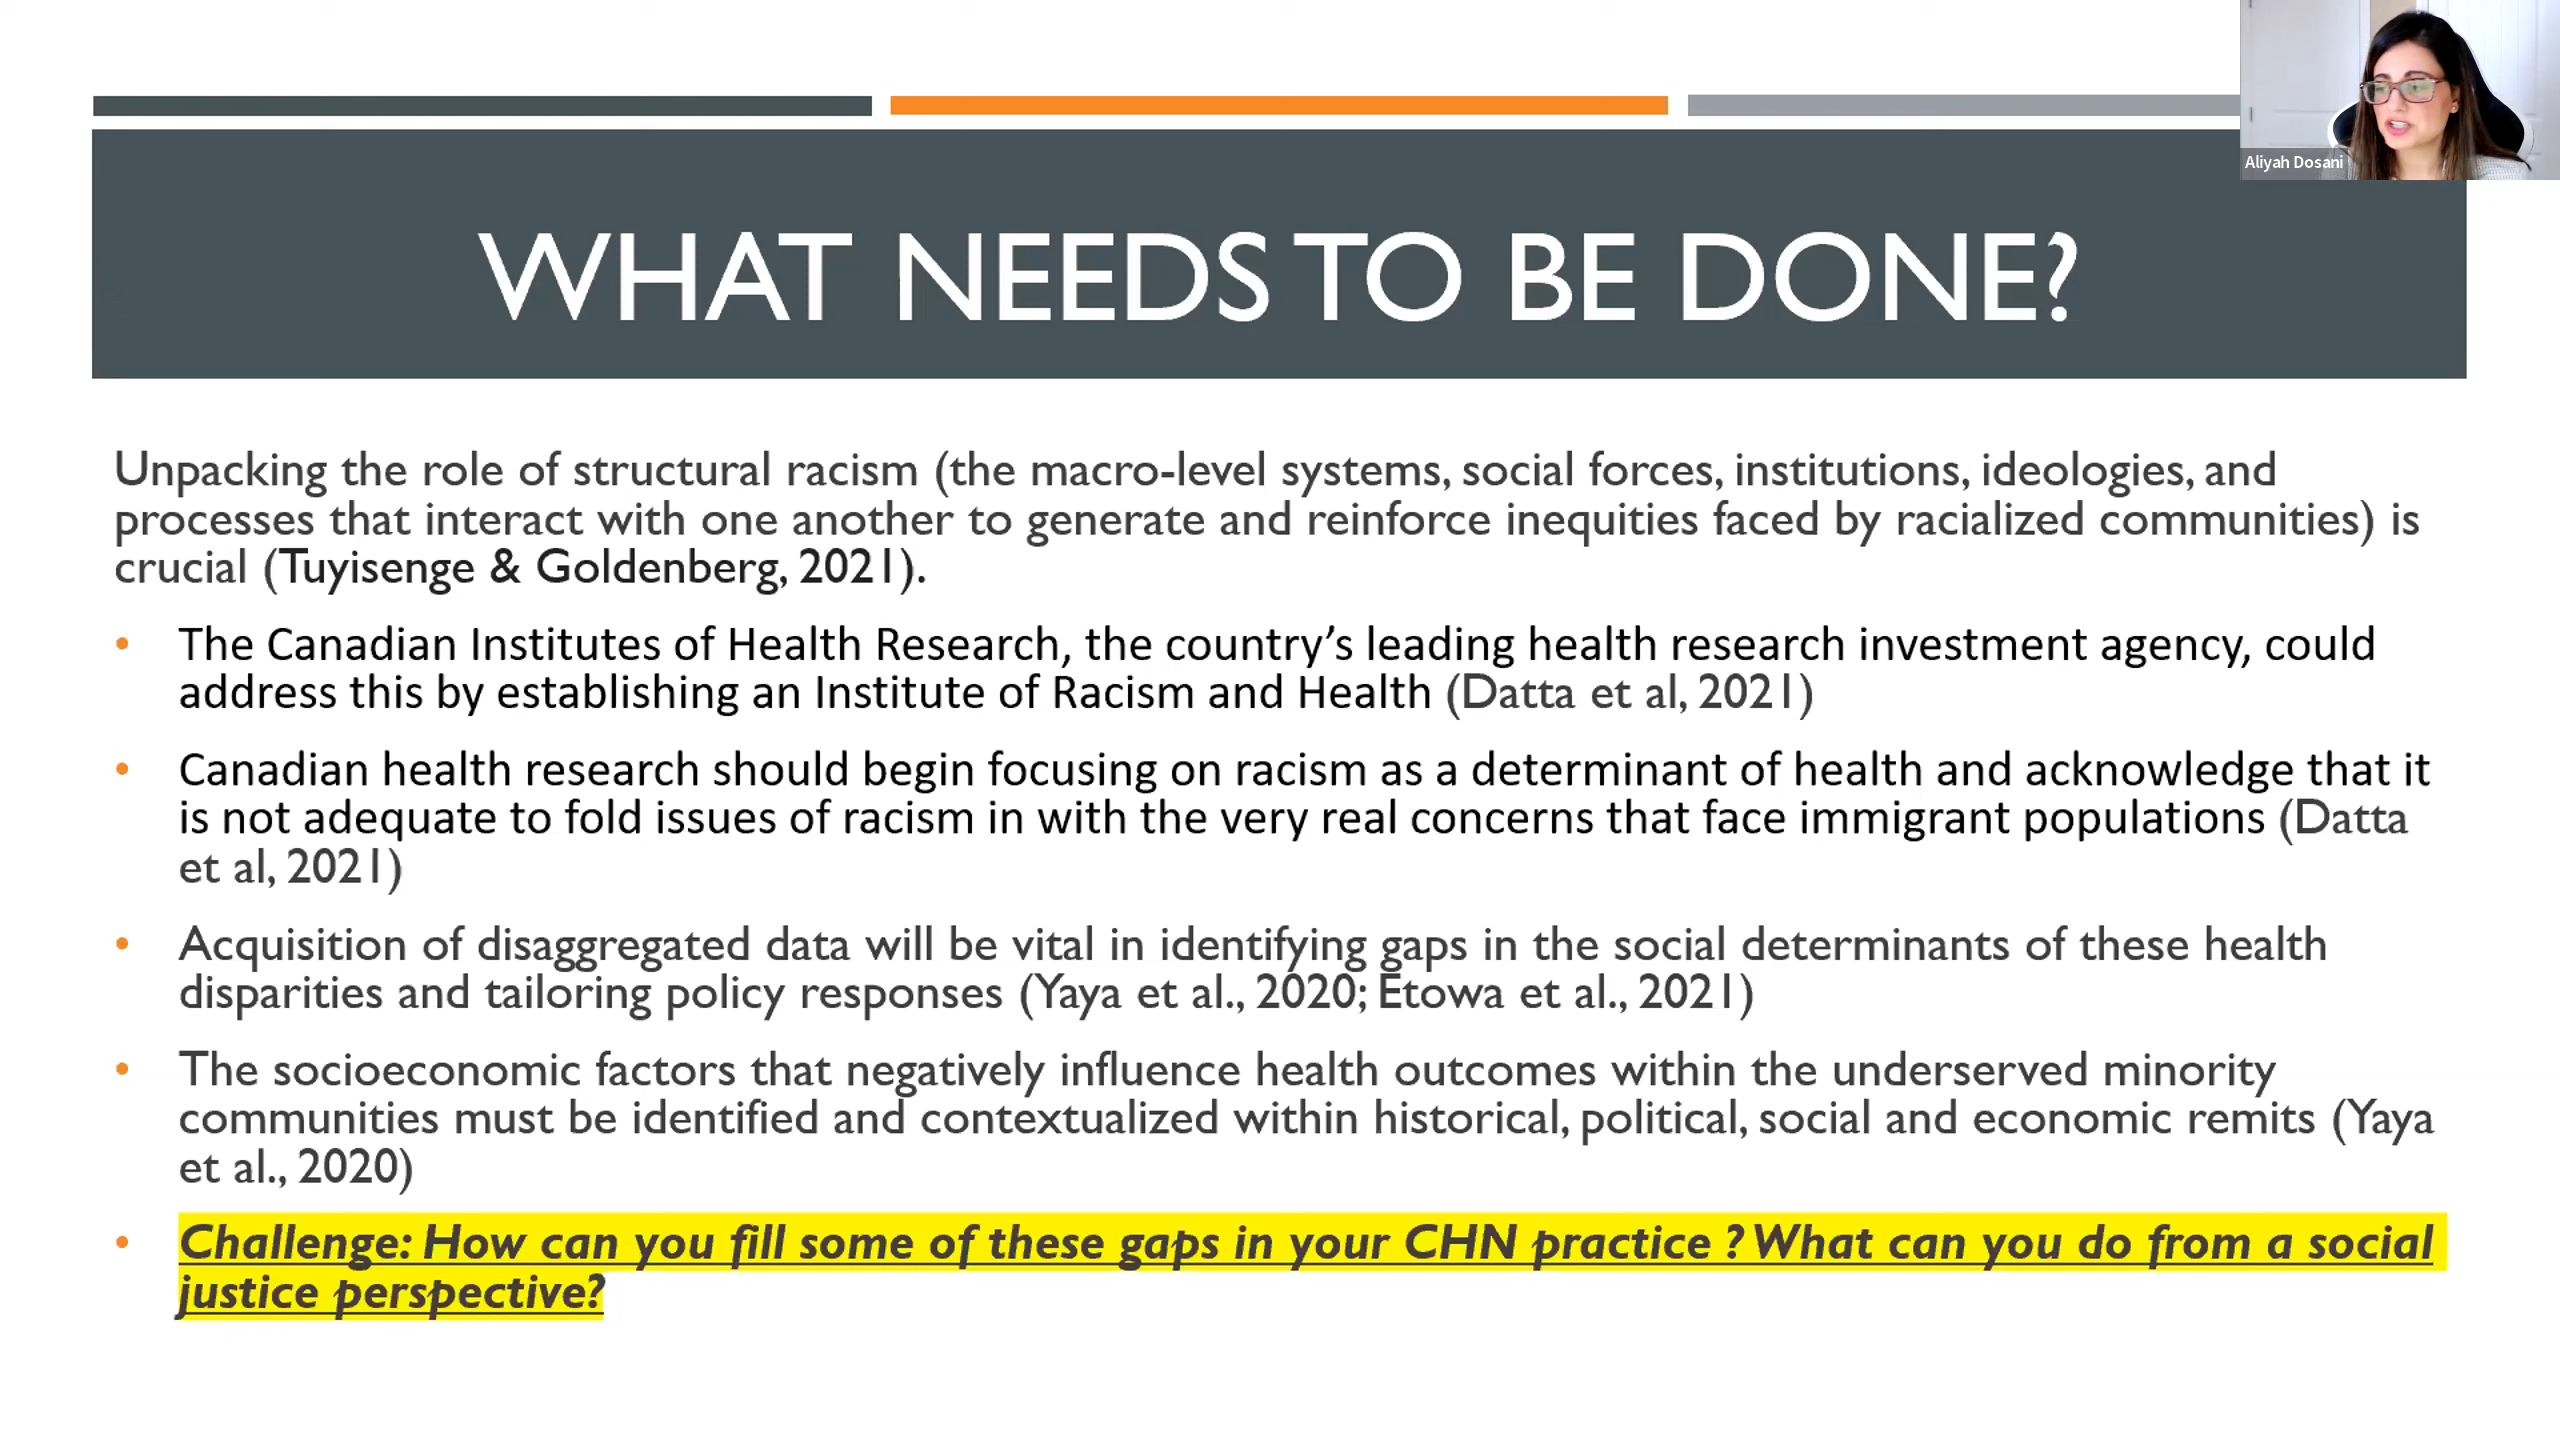 Aliyah Dosani
WHAT NEEDS TO BE DONE?
Unpacking the role of structural racism (the macro-level systems, social forces, institutions, ideologies, and
processes that interact with one another to generate and reinforce inequities faced by racialized communities) is
crucial (Tuyisenge & Goldenberg, 2021).
• The Canadian Institutes of Health Research, the country’s leading health research investment agency, could
address this by establishing an Institute of Racism and Health (Datta et al, 2021)
• Canadian health research should begin focusing on racism as a determinant of health and acknowledge that it
is not adequate to fold issues of racism in with the very real concerns that face immigrant populations (Datta
et al, 2021)
• Acquisition of disaggregated data will be vital in identifying gaps in the social determinants of these health
disparities and tailoring policy responses (Yaya et al., 2020; Etowa et al., 2021)
• The socioeconomic factors that negatively influence health outcomes within the underserved minority
communities must be identified and contextualized within historical, political, social and economic remits (Yaya
et al., 2020)
• Challenge: How can you fill some of these gaps in your CHN practice ? What can you do from a social
justice perspective?